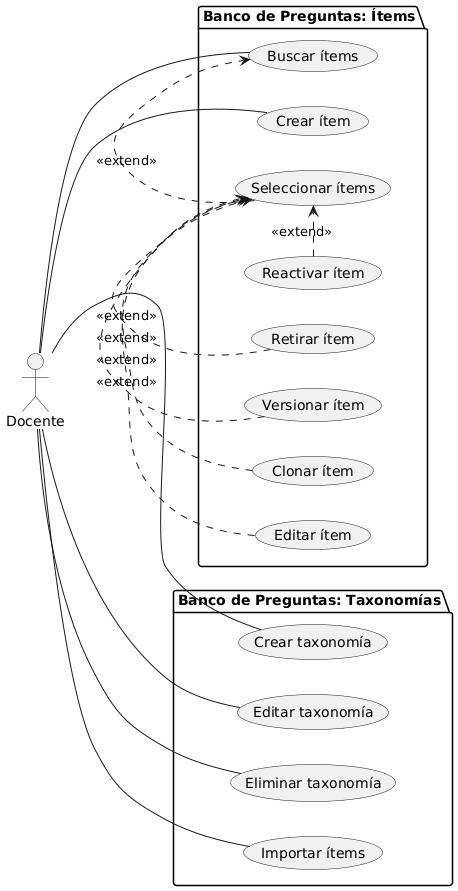 Banco de Preguntas: Ítems
Buscar ítems
Crear ítem
«extend»
Seleccionar ítems
«extend»
Reactivar ítem
«extend»
«extend»
Retirar ítem
«extend»
«extend»
Versionar ítem
Docente
Clonar ítem
Editar ítem
Banco de Preguntas: Taxonomías
Crear taxonomía
Editar taxonomía
Eliminar taxonomía
Importar ítems